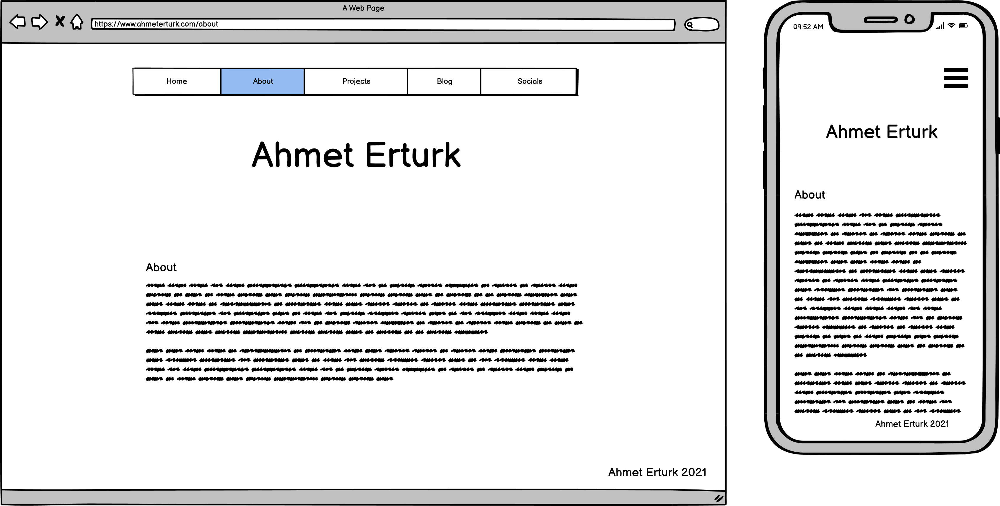 A Web Page
https://www.ahmeterturk.com/about
Home About Projects Blog Socials
Ahmet Erturk
About
Ahmet Erturk 2021
09:52 AM
Ahmet Erturk
About
Ahmet Erturk 2021